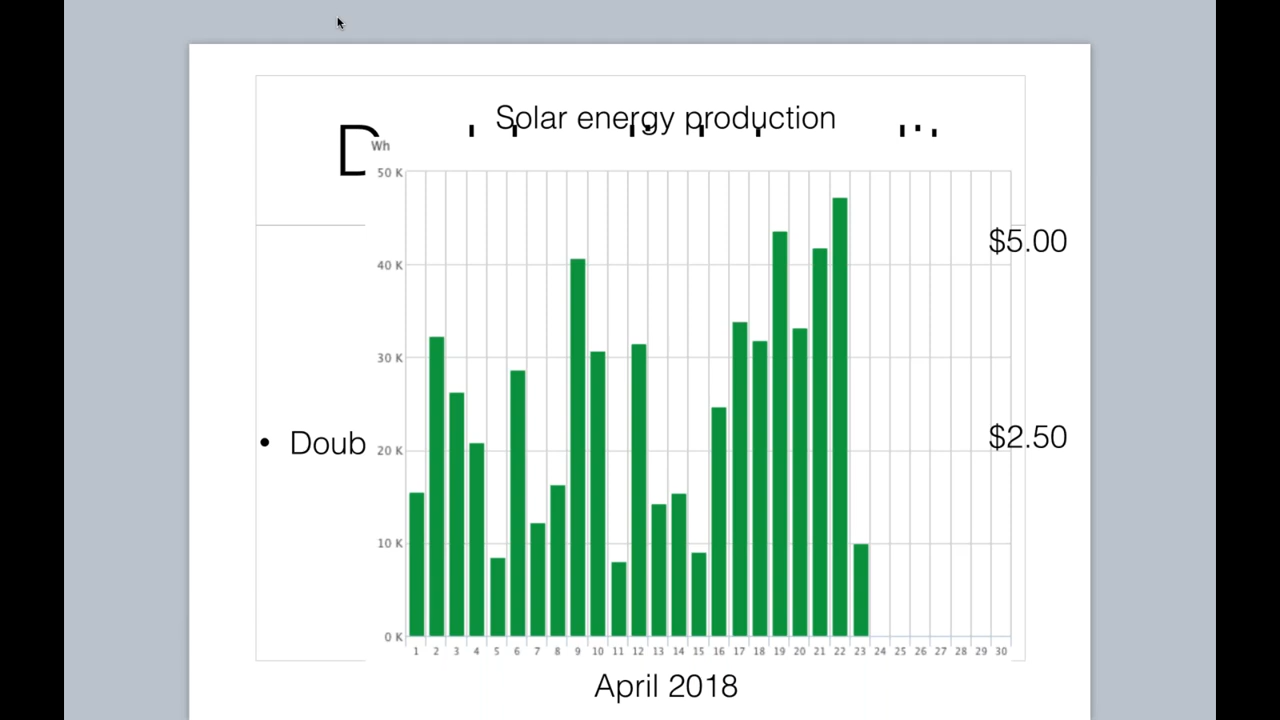 Solar energy production
Wh
50 K
$5.00
40 K
30 K
$2.50
• Doub
20 K
10 K
0 K
1 2 3 4 5 6 7 8 9 10 11 12 13 14 15 16 17 18 19 20 21 22 23 24 25 26 27 28 29 30
April 2018